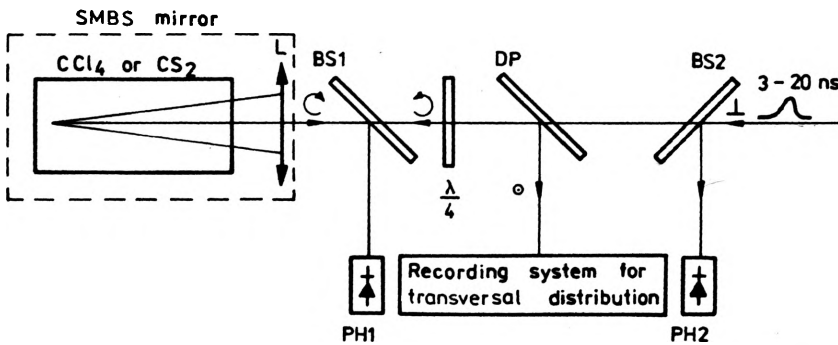 SMBS mirror
CCl4 or CS2
L
BS1
DP
BS2
3 – 20 ns
⊥
λ/4
⊙
PH1
Recording system for
transversal distribution
PH2